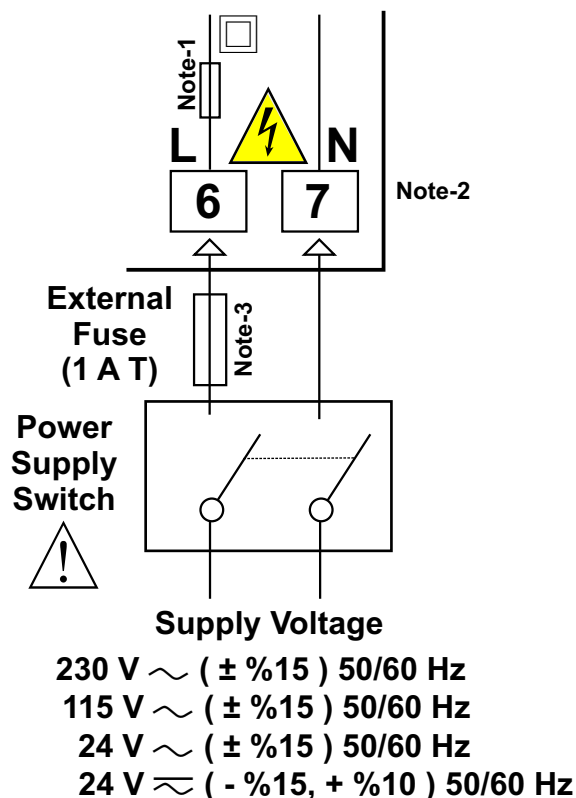 Note-1
L
N
6
7
Note-2
External
Fuse
(1 A T)
Note-3
Power
Supply
Switch
!
Supply Voltage
230 V ~ ( ± %15 ) 50/60 Hz
115 V ~ ( ± %15 ) 50/60 Hz
24 V ~ ( ± %15 ) 50/60 Hz
24 V ⏦ ( - %15, + %10 ) 50/60 Hz